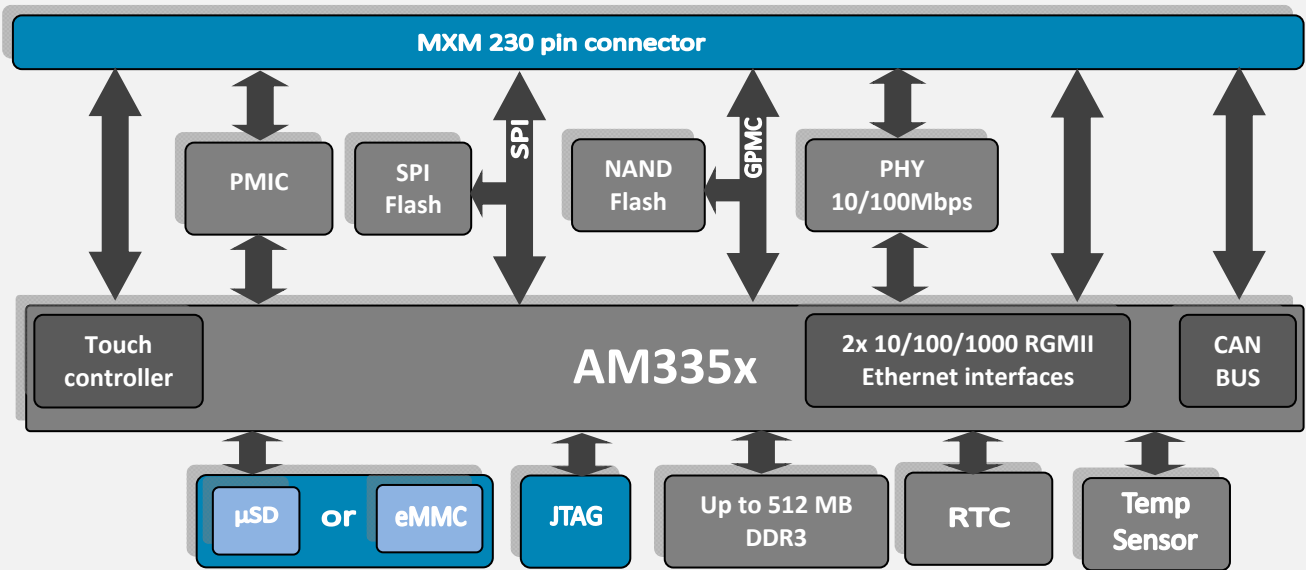 MXM 230 pin connector
PMIC
SPI
Flash
SPI
NAND
Flash
GPMC
PHY
10/100Mbps
Touch
controller
AM335x
2x 10/100/1000 RGMII
Ethernet interfaces
CAN
BUS
µSD or eMMC
JTAG
Up to 512 MB
DDR3
RTC
Temp
Sensor